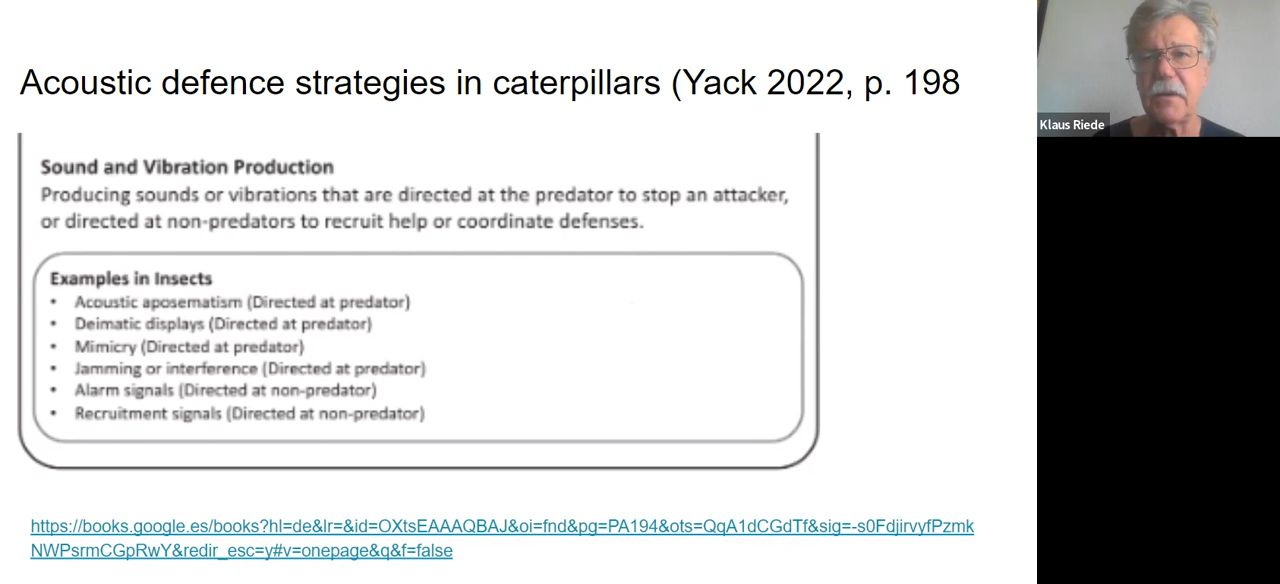 Acoustic defence strategies in caterpillars (Yack 2022, p. 198
Klaus Riede
Sound and Vibration Production
Producing sounds or vibrations that are directed at the predator to stop an attacker,
or directed at non-predators to recruit help or coordinate defenses.
Examples in Insects
• Acoustic aposematism (Directed at predator)
• Deimatic displays (Directed at predator)
• Mimicry (Directed at predator)
• Jamming or interference (Directed at predator)
• Alarm signals (Directed at non-predator)
• Recruitment signals (Directed at non-predator)
https://books.google.es/books?hl=de&lr=&id=OXtsEAAAQBAJ&oi=fnd&pg=PA194&ots=QqA1dCGdTf&sig=-s0FdjirvyfPzmk
NWPsrmCGpRwY&redir_esc=y#v=onepage&q&f=false